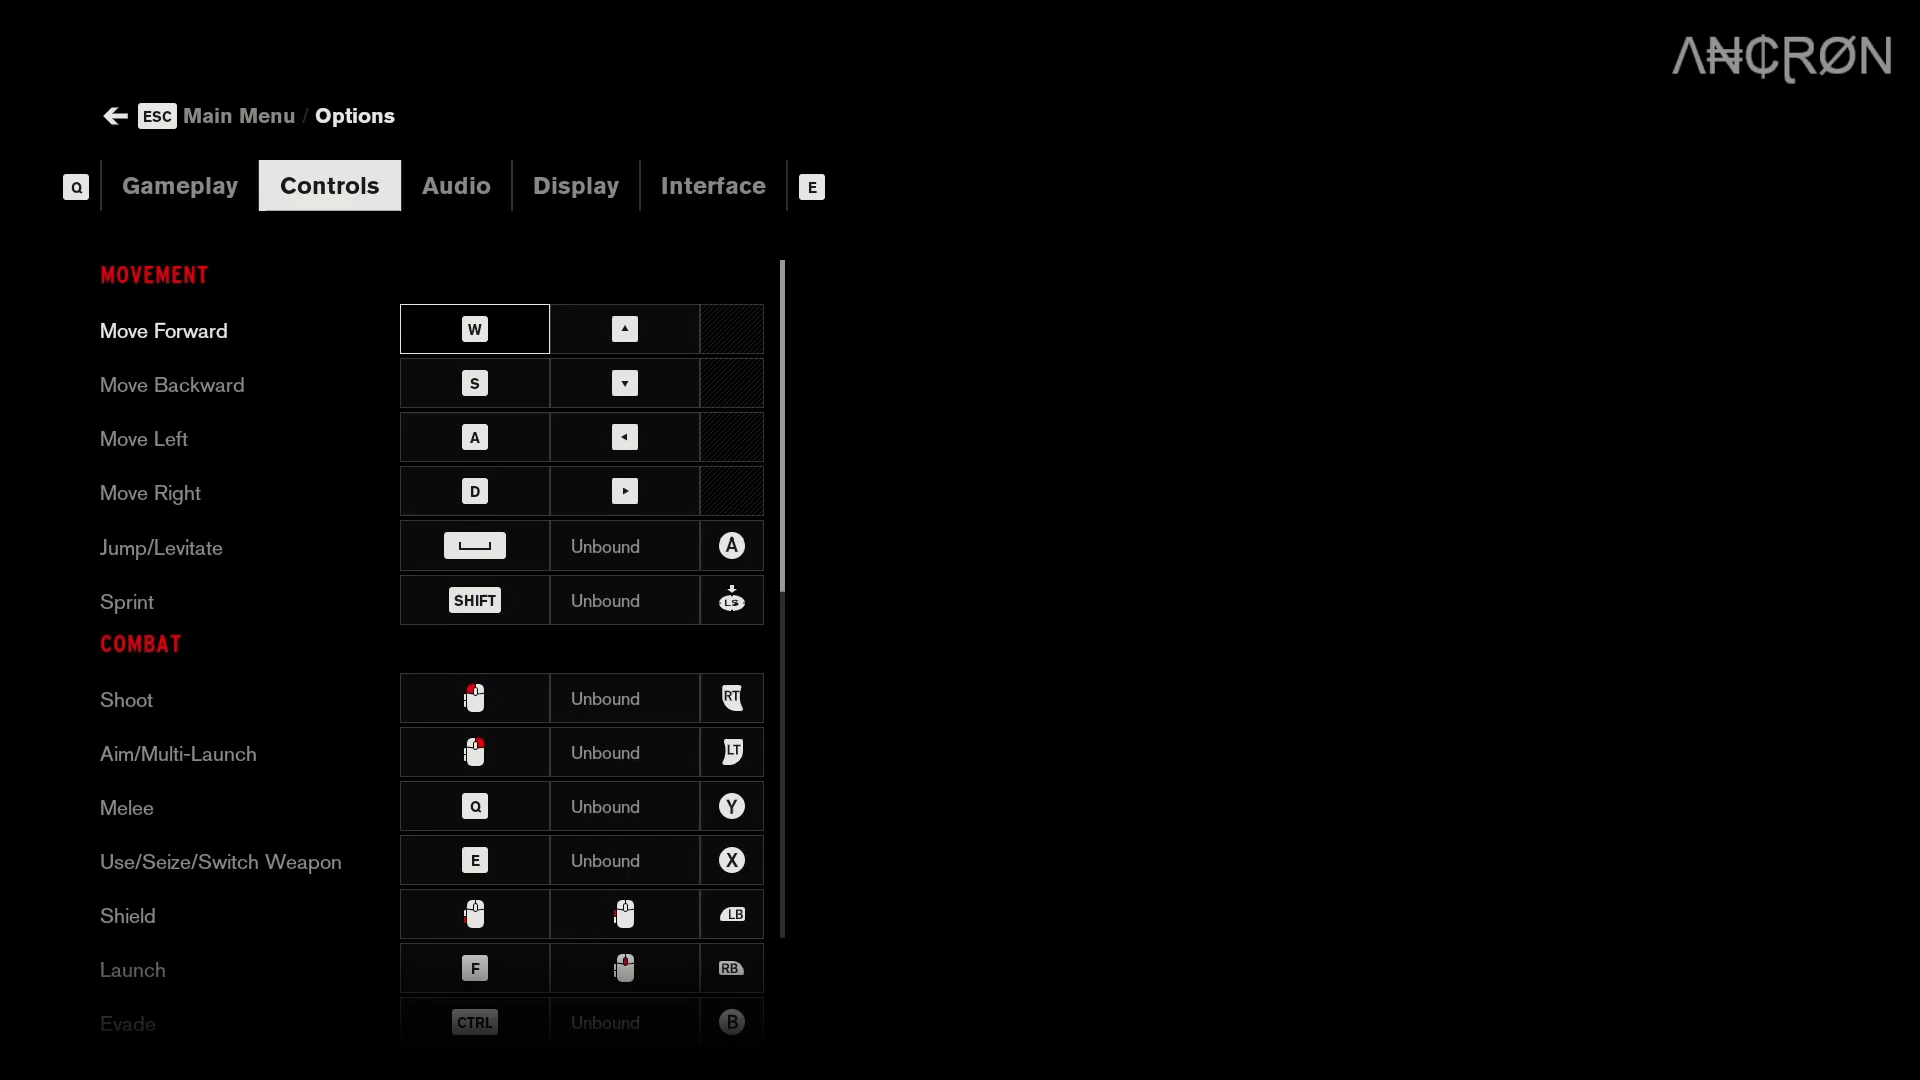 ΛN₵ⱤØN
ESC Main Menu / Options
Q Gameplay Controls Audio Display Interface E
MOVEMENT
Move Forward W
Move Backward S
Move Left A
Move Right D
Jump/Levitate Unbound A
Sprint SHIFT Unbound LS
COMBAT
Shoot Unbound RT
Aim/Multi-Launch Unbound LT
Melee Q Unbound Y
Use/Seize/Switch Weapon E Unbound X
Shield LB
Launch F RB
Evade CTRL Unbound B